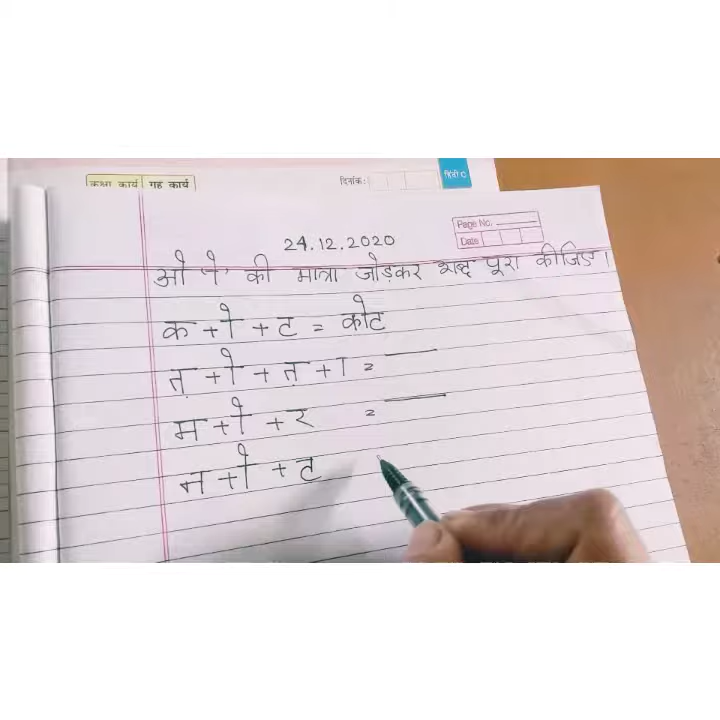 कक्षा कार्य गृह कार्य
दिनांक:
Page No.
24.12.2020
Date
ओ 'ो' की मात्रा जोड़कर शब्द पूरा कीजिए।
क + ो + ट = कोट
त + ो + त + ा =
म + ो + र =
न + ो + ट